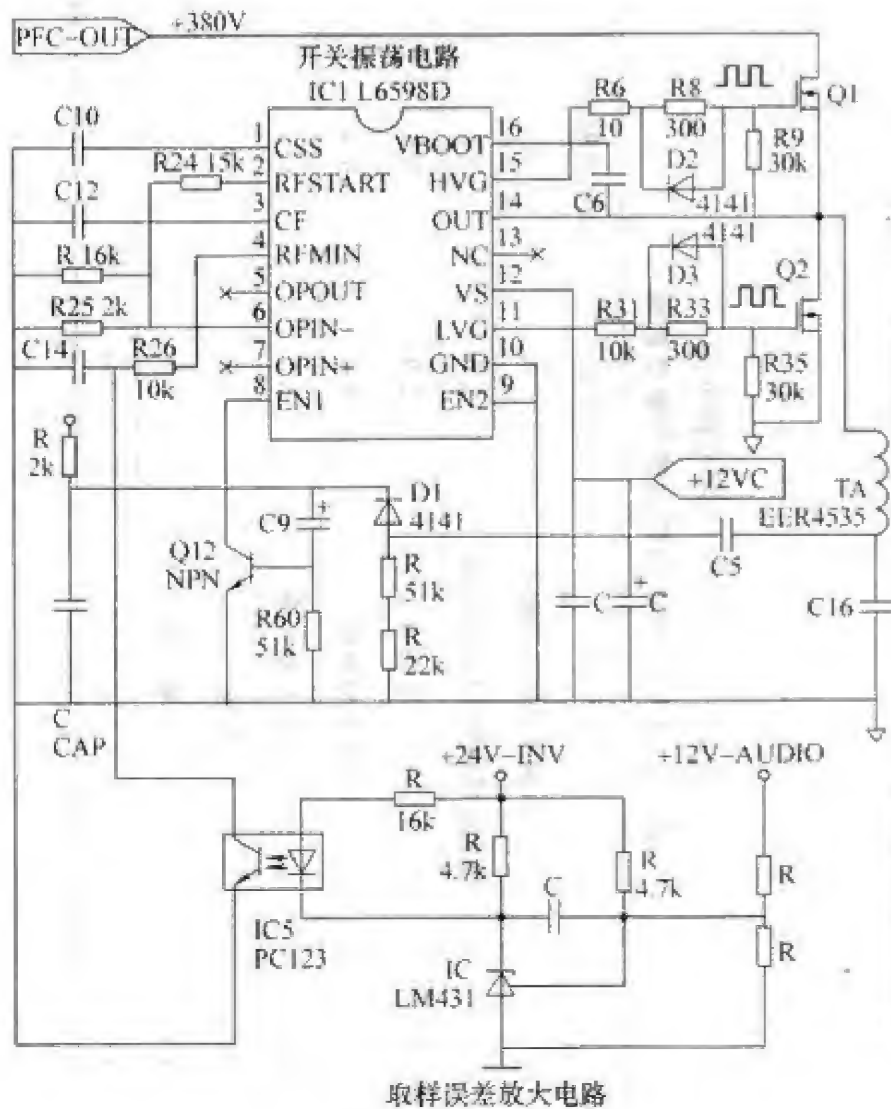 PFC-OUT
+380V
开关振荡电路
IC1 L6598D
C10
1
CSS
R24 15k
2
RFSTART
C12
3
CF
R 16k
4
RFMIN
5
OPOUT
R25 2k
6
OPIN-
C14
R26
10k
7
OPIN+
8
EN1
16
VBOOT
15
HVG
14
OUT
13
NC
12
VS
11
LVG
10
GND
9
EN2
R6
10
R8
300
Q1
R9
30k
D2
4141
C6
4141
D3
Q2
R31
10k
R33
300
R35
30k
R
2k
+12VC
TA
EER4535
D1
4141
C9
Q12
NPN
R
51k
R60
51k
R
22k
C5
C
C
C16
C
CAP
+24V-INV
+12V-AUDIO
R
16k
R
4.7k
R
4.7k
C
R
R
IC5
PC123
IC
LM431
取样误差放大电路